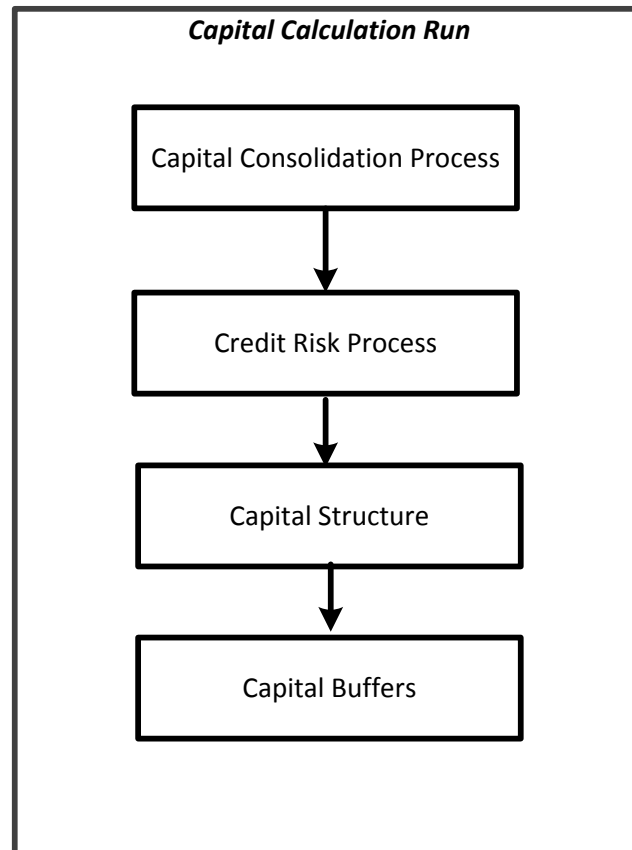 Capital Calculation Run
Capital Consolidation Process
Credit Risk Process
Capital Structure
Capital Buffers